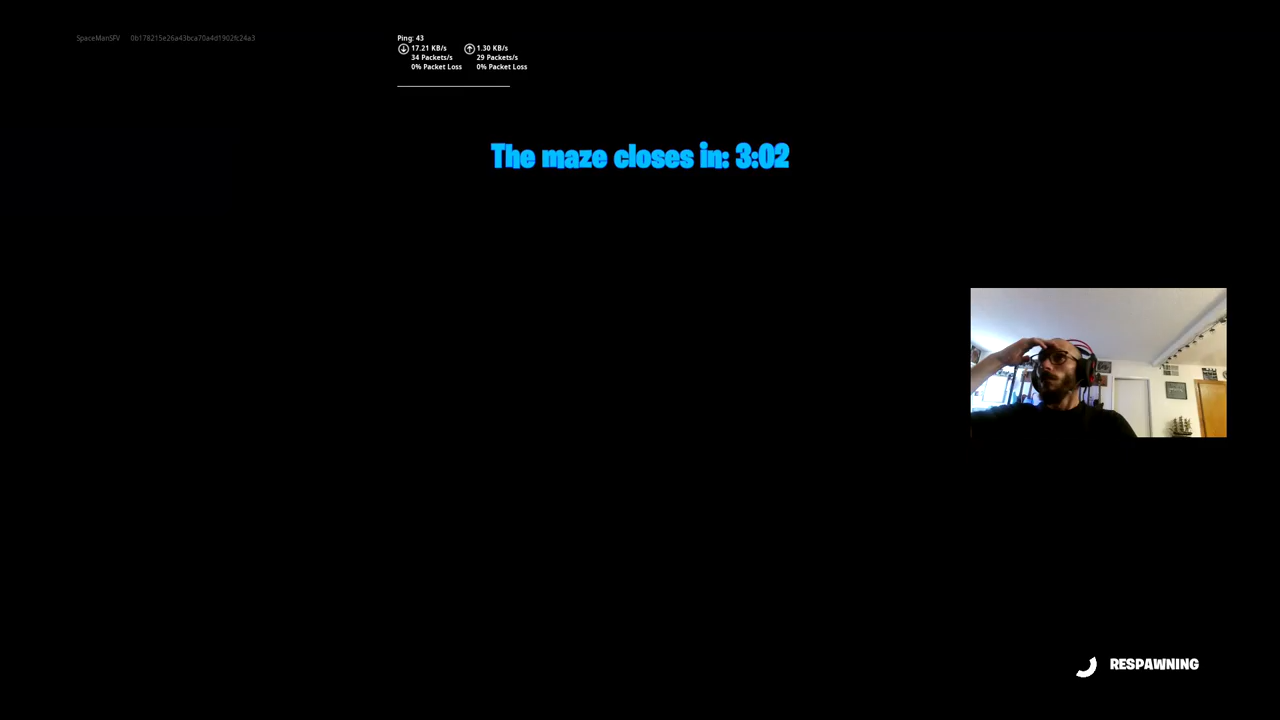 SpaceManSFV 0b178215e26a43bca70a4d1902fc24a3
Ping: 43
17.21 KB/s 1.30 KB/s
34 Packets/s 29 Packets/s
0% Packet Loss 0% Packet Loss
The maze closes in: 3:02
RESPAWNING